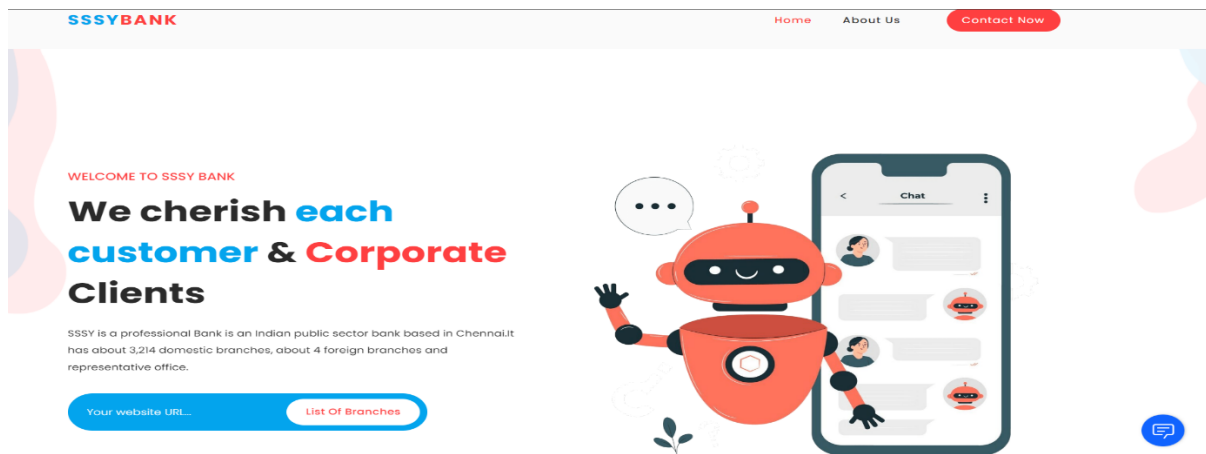 SSSYBANK
Home About Us Contact Now
WELCOME TO SSSY BANK
We cherish each
customer & Corporate
Clients
SSSY is a professional Bank is an Indian public sector bank based in Chennai.It
has about 3,214 domestic branches, about 4 foreign branches and
representative office.
Your website URL... List Of Branches
< Chat